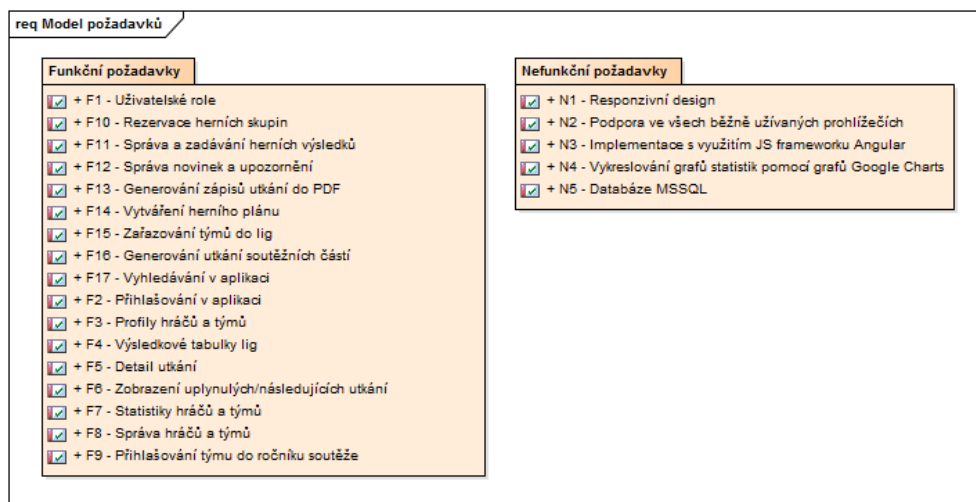 req Model požadavků
Funkční požadavky
+ F1 - Uživatelské role
+ F10 - Rezervace herních skupin
+ F11 - Správa a zadávání herních výsledků
+ F12 - Správa novinek a upozornění
+ F13 - Generování zápisů utkání do PDF
+ F14 - Vytváření herního plánu
+ F15 - Zařazování týmů do lig
+ F16 - Generování utkání soutěžních částí
+ F17 - Vyhledávání v aplikaci
+ F2 - Přihlašování v aplikaci
+ F3 - Profily hráčů a týmů
+ F4 - Výsledkové tabulky lig
+ F5 - Detail utkání
+ F6 - Zobrazení uplynulých/následujících utkání
+ F7 - Statistiky hráčů a týmů
+ F8 - Správa hráčů a týmů
+ F9 - Přihlašování týmu do ročníku soutěže
Nefunkční požadavky
+ N1 - Responzivní design
+ N2 - Podpora ve všech běžně užívaných prohlížečích
+ N3 - Implementace s využitím JS frameworku Angular
+ N4 - Vykreslování grafů statistik pomocí grafů Google Charts
+ N5 - Databáze MSSQL